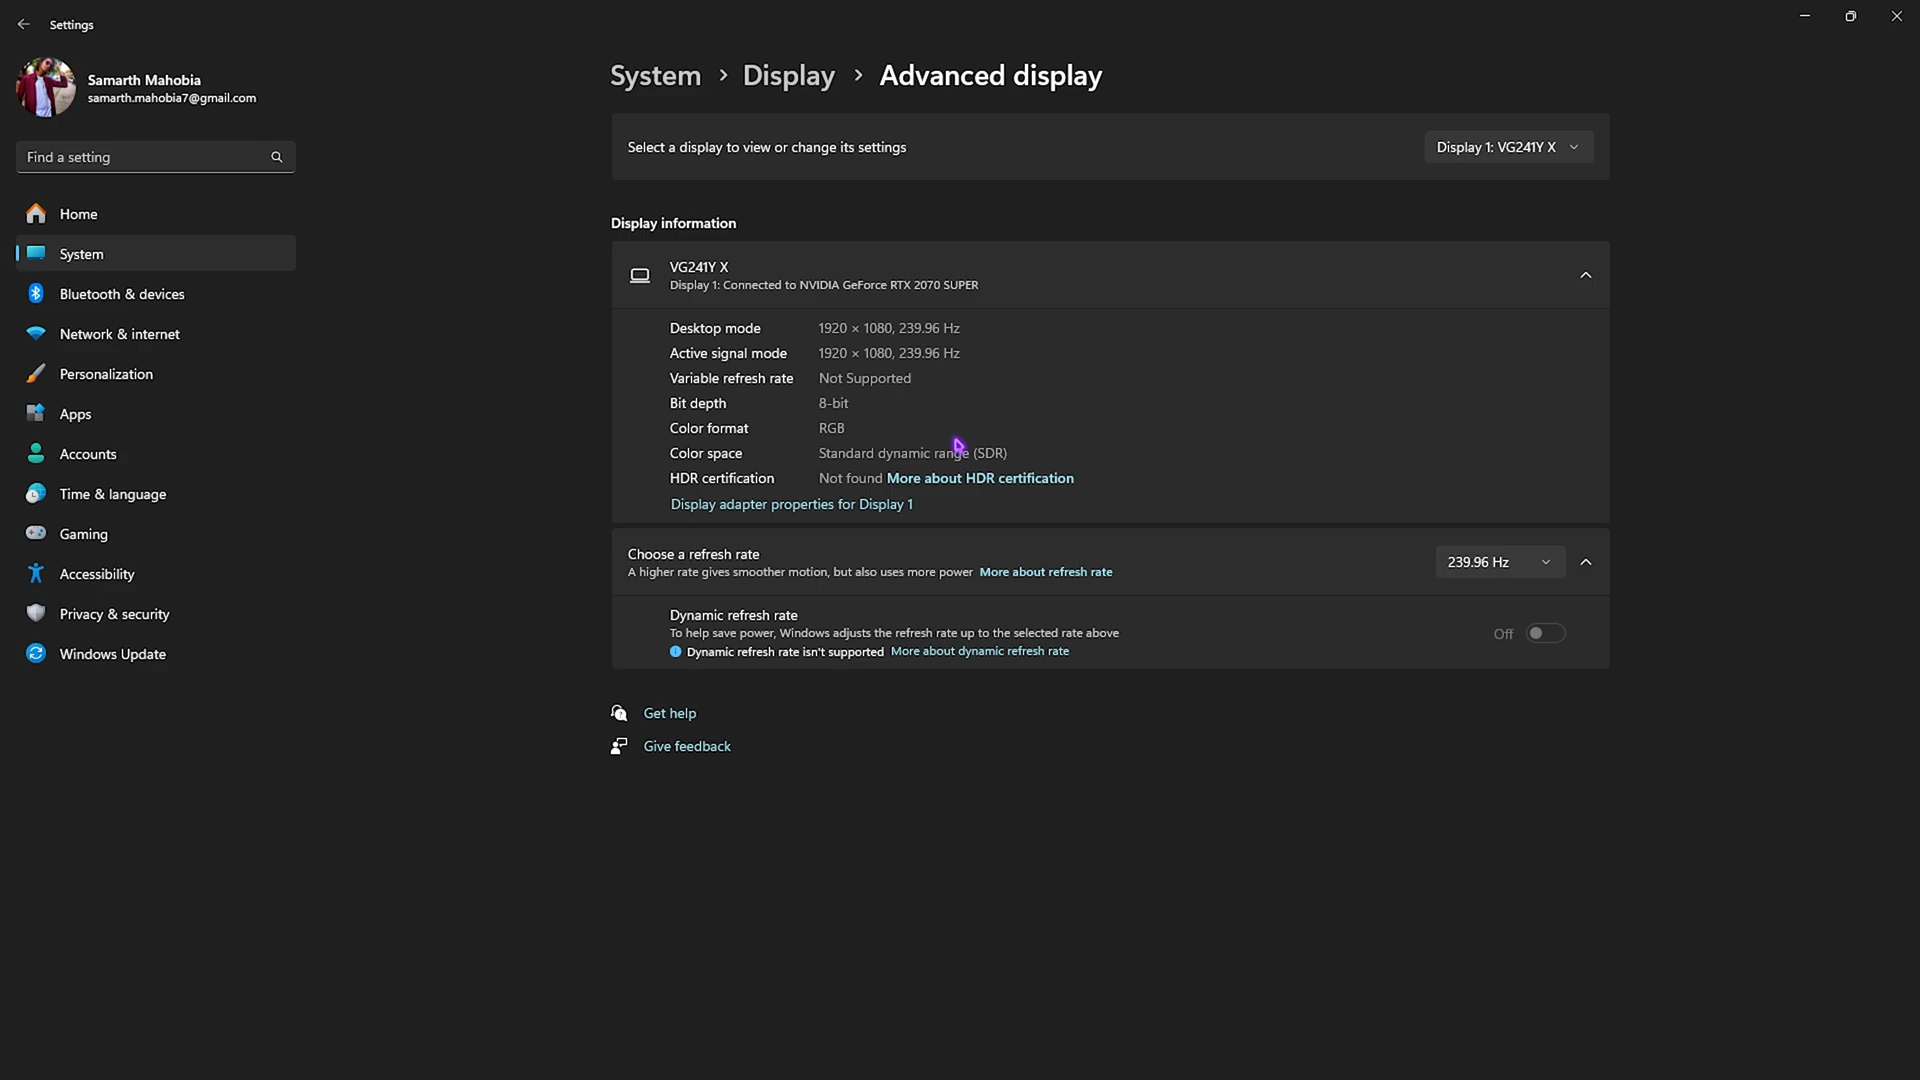 Settings
Samarth Mahobia
samarth.mahobia7@gmail.com
Find a setting
Home
System
Bluetooth & devices
Network & internet
Personalization
Apps
Accounts
Time & language
Gaming
Accessibility
Privacy & security
Windows Update
System > Display > Advanced display
Select a display to view or change its settings Display 1: VG241Y X
Display information
VG241Y X
Display 1: Connected to NVIDIA GeForce RTX 2070 SUPER
Desktop mode 1920 × 1080, 239.96 Hz
Active signal mode 1920 × 1080, 239.96 Hz
Variable refresh rate Not Supported
Bit depth 8-bit
Color format RGB
Color space Standard dynamic range (SDR)
HDR certification Not found More about HDR certification
Display adapter properties for Display 1
Choose a refresh rate 239.96 Hz
A higher rate gives smoother motion, but also uses more power More about refresh rate
Dynamic refresh rate
To help save power, Windows adjusts the refresh rate up to the selected rate above Off
Dynamic refresh rate isn't supported More about dynamic refresh rate
Get help
Give feedback